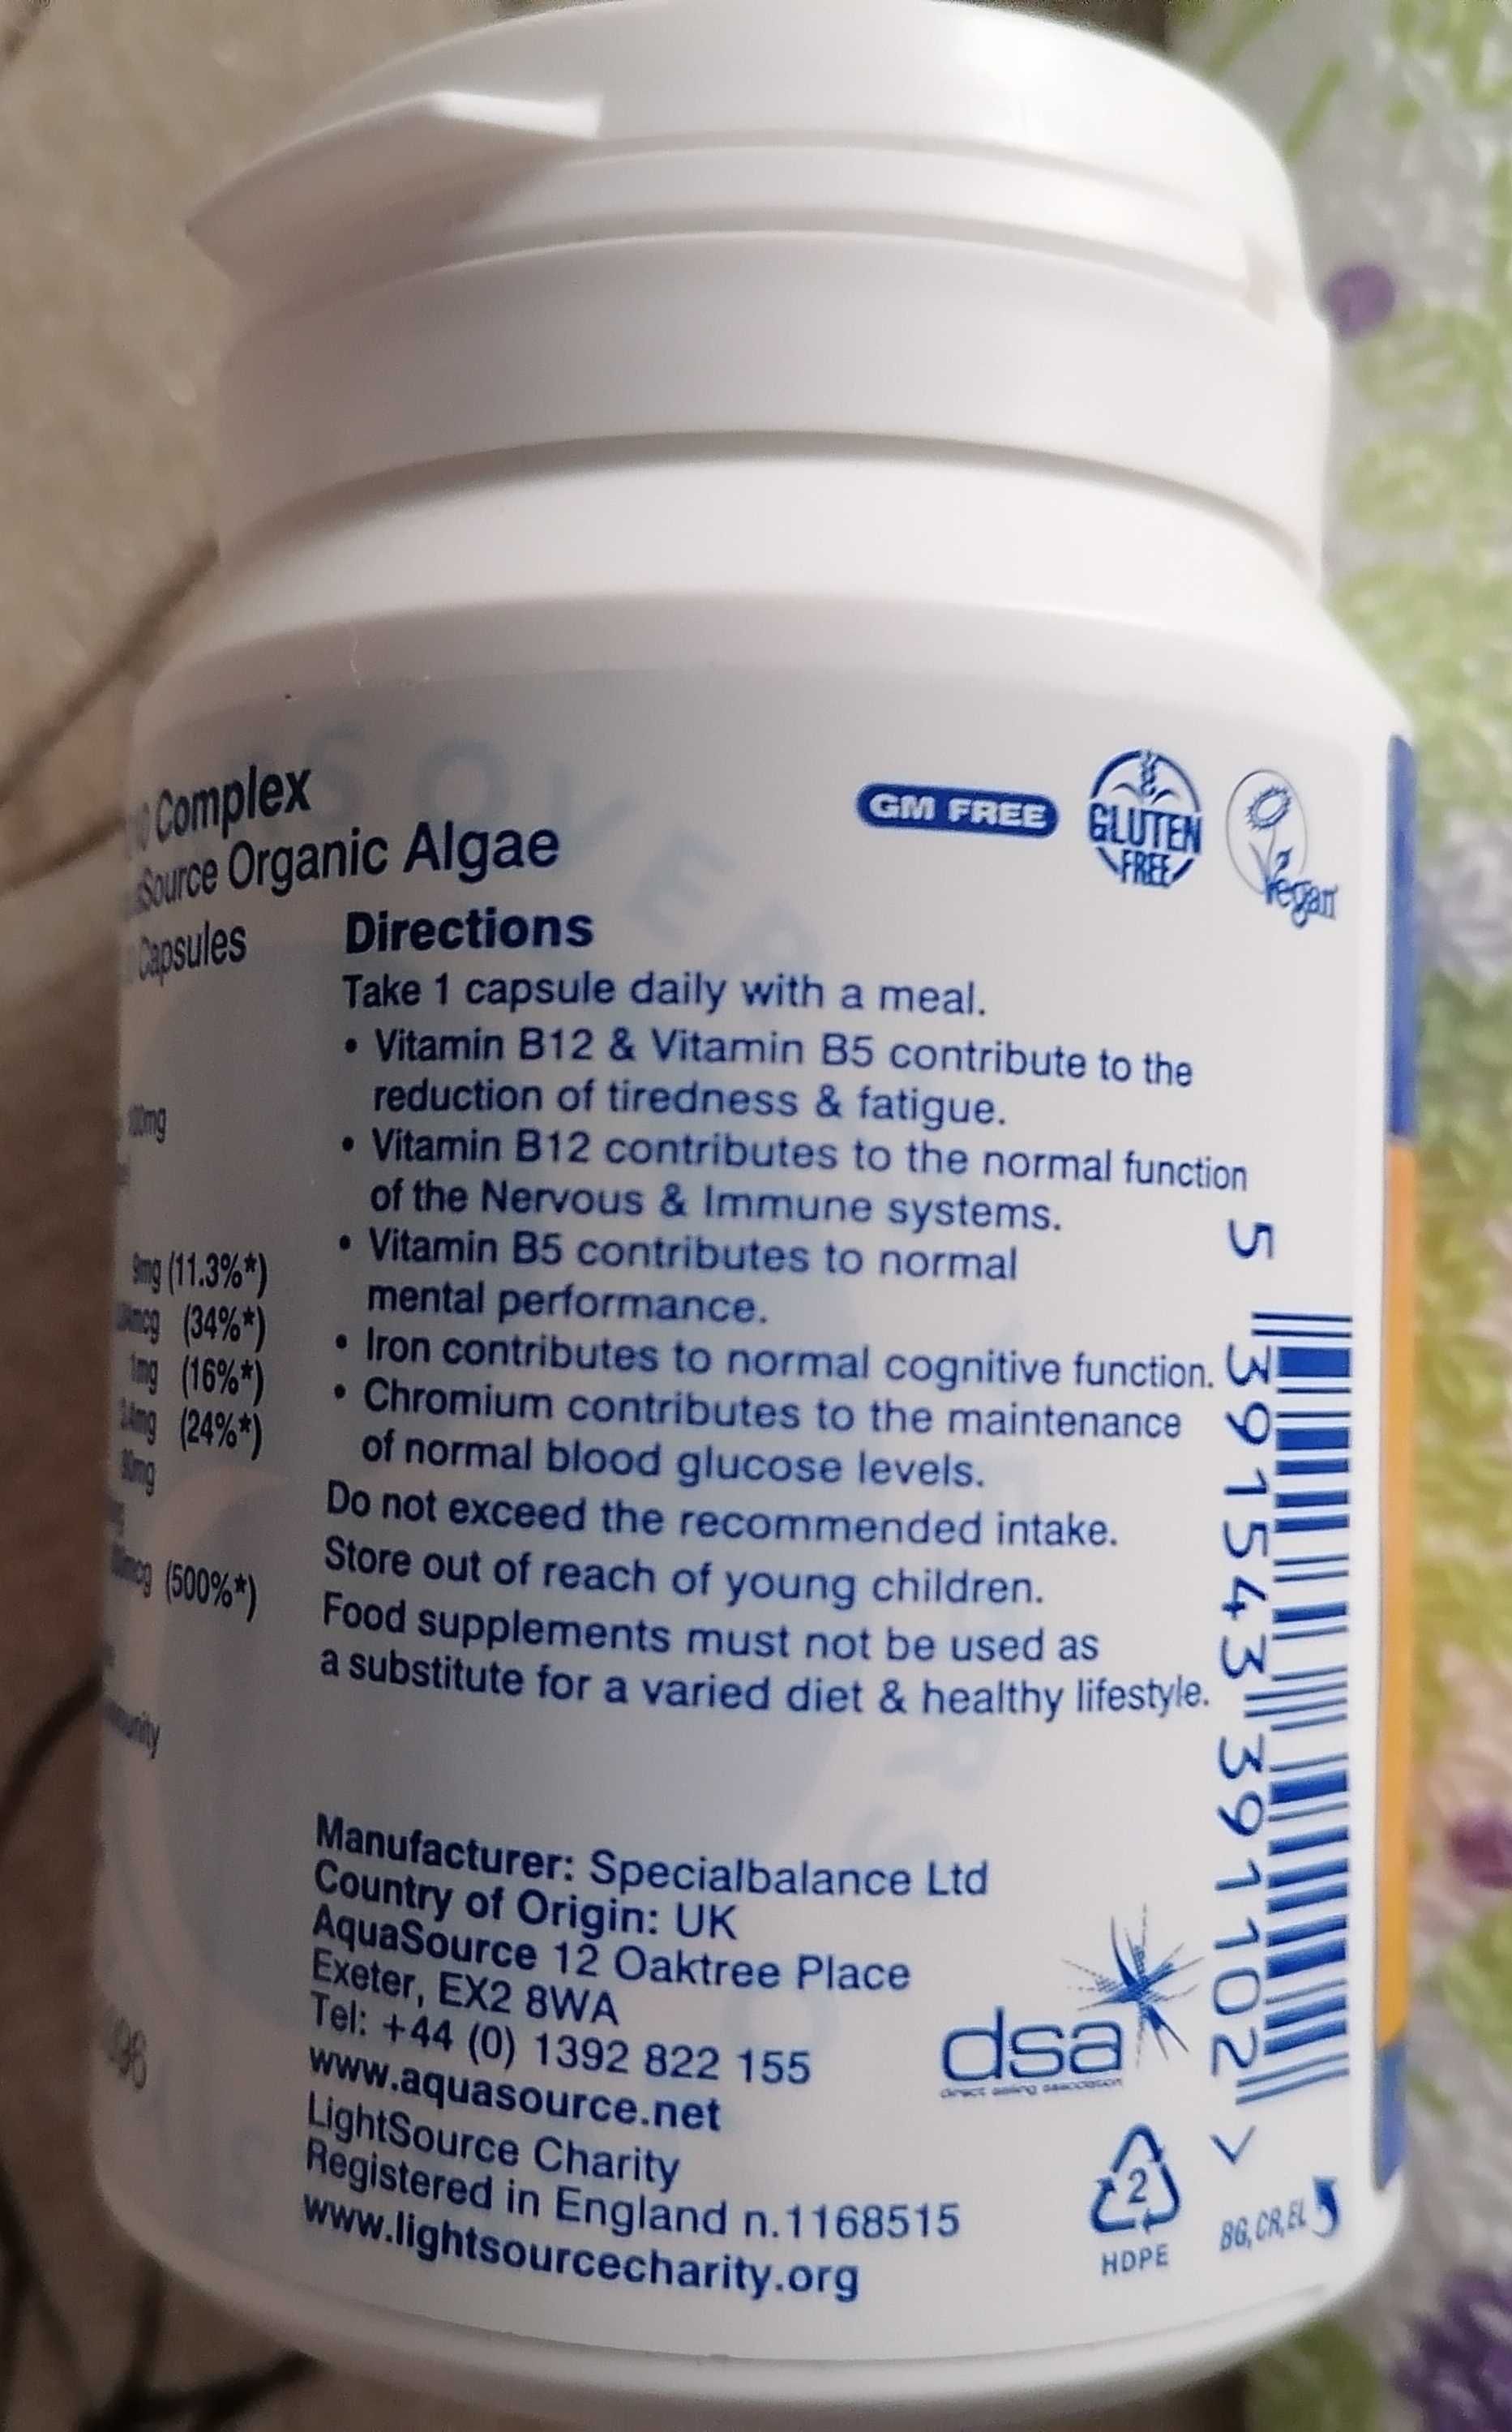 Complex
Source Organic Algae
Capsules
9mg (11.3%*)
(34%*)
1mg (16%*)
(24%*)
(500%*)
GM FREE
GLUTEN
FREE
Vegan
Directions
Take 1 capsule daily with a meal.
• Vitamin B12 & Vitamin B5 contribute to the
reduction of tiredness & fatigue.
• Vitamin B12 contributes to the normal function
of the Nervous & Immune systems.
• Vitamin B5 contributes to normal
mental performance.
• Iron contributes to normal cognitive function.
• Chromium contributes to the maintenance
of normal blood glucose levels.
Do not exceed the recommended intake.
Store out of reach of young children.
Food supplements must not be used as
a substitute for a varied diet & healthy lifestyle.
Manufacturer: Specialbalance Ltd
Country of Origin: UK
AquaSource 12 Oaktree Place
Exeter, EX2 8WA
Tel: +44 (0) 1392 822 155
www.aquasource.net
LightSource Charity
Registered in England n.1168515
www.lightsourcecharity.org
dsa
direct selling association
2
HDPE
BG,CR,EL
5 391543 391102 >